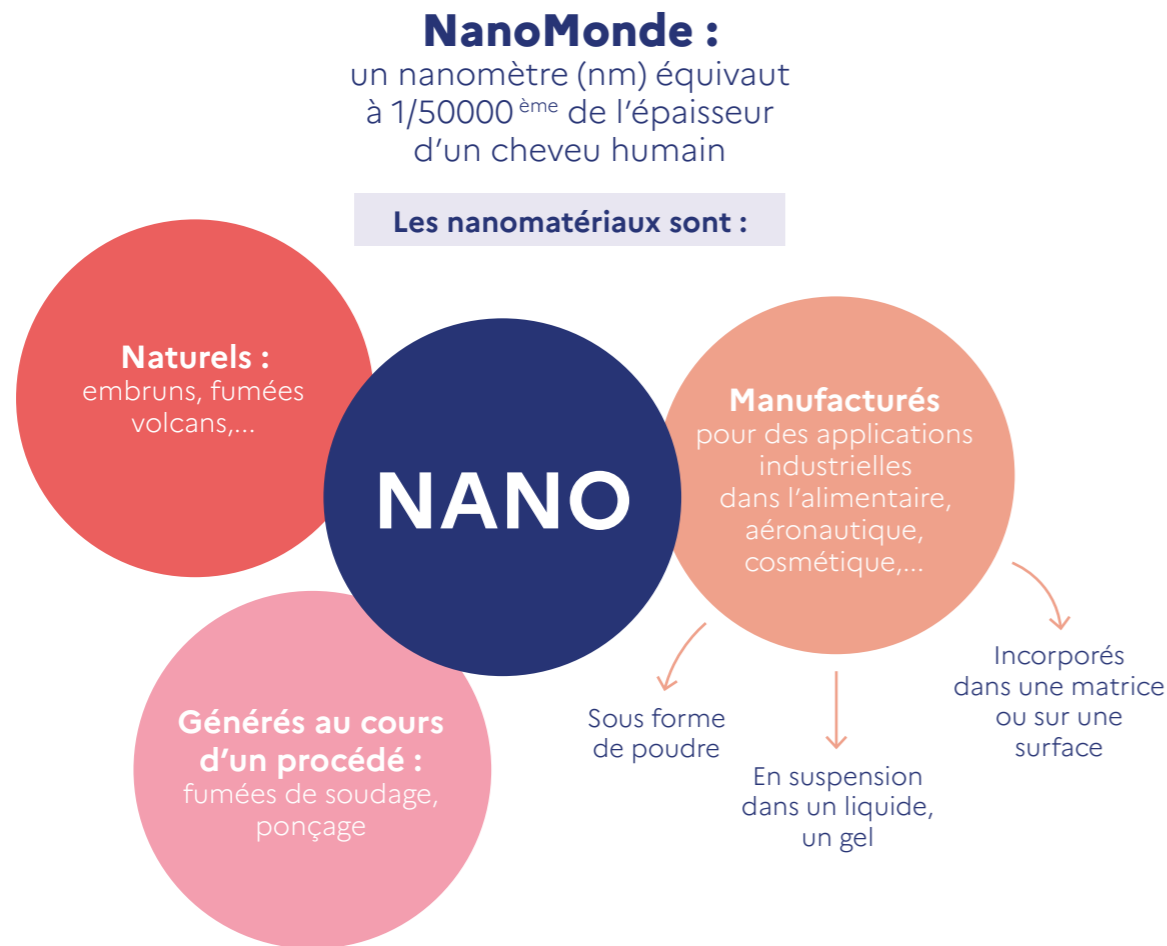 NanoMonde :
un nanomètre (nm) équivaut
à 1/50000 ème de l’épaisseur
d’un cheveu humain
Les nanomatériaux sont :
Naturels :
embruns, fumées
volcans,...
NANO
Manufacturés
pour des applications
industrielles
dans l’alimentaire,
aéronautique,
cosmétique,...
Générés au cours
d’un procédé :
fumées de soudage,
ponçage
Sous forme
de poudre
En suspension
dans un liquide,
un gel
Incorporés
dans une matrice
ou sur une
surface